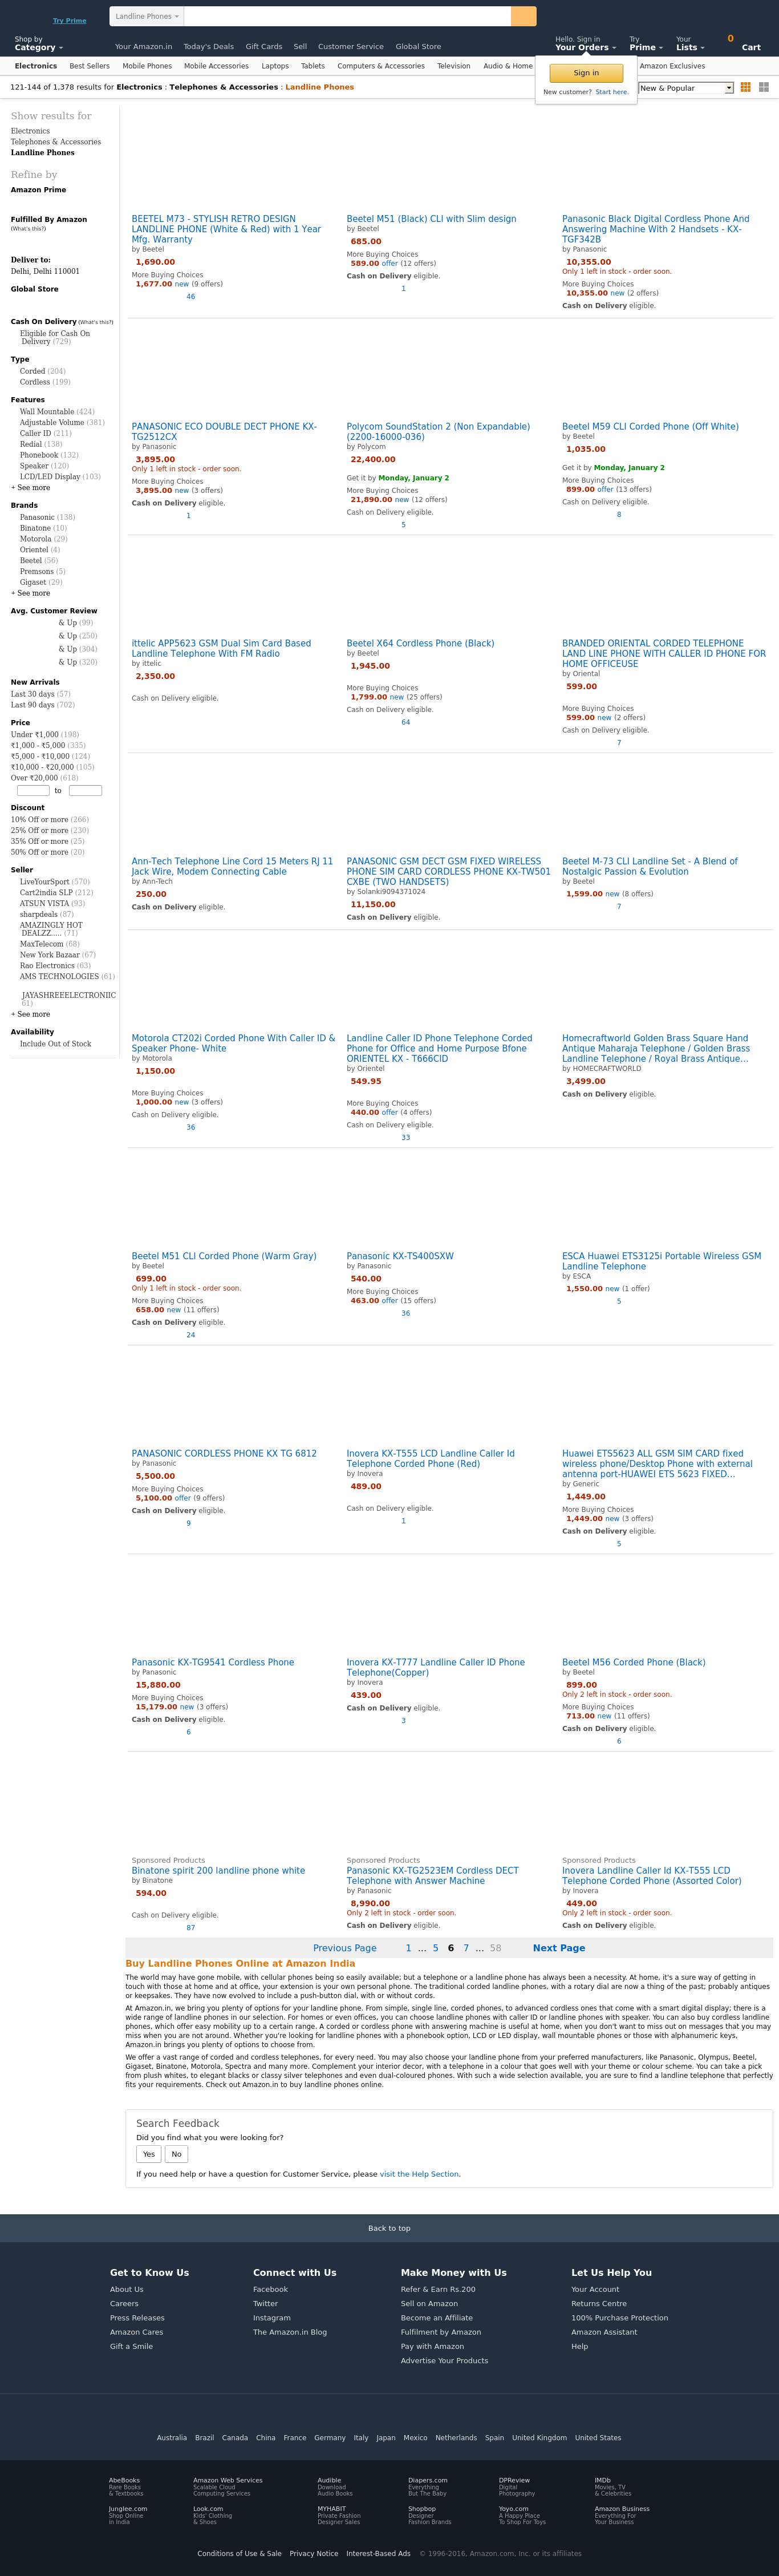 Try Prime
Landline Phones
Shop by
Category
Your Amazon.in Today's Deals Gift Cards Sell Customer Service Global Store
Hello. Sign in
Your Orders
Try
Prime
Your
Lists
0
Cart
Electronics Best Sellers Mobile Phones Mobile Accessories Laptops Tablets Computers & Accessories Television Audio & Home Amazon Exclusives
Sign in
New customer? Start here.
121-144 of 1,378 results for Electronics : Telephones & Accessories : Landline Phones
New & Popular
Show results for
Electronics
Telephones & Accessories
Landline Phones
Refine by
Amazon Prime
Fulfilled By Amazon
(What's this?)
Deliver to:
Delhi, Delhi 110001
Global Store
Cash On Delivery (What's this?)
Eligible for Cash On
Delivery (729)
Type
Corded (204)
Cordless (199)
Features
Wall Mountable (424)
Adjustable Volume (381)
Caller ID (211)
Redial (138)
Phonebook (132)
Speaker (120)
LCD/LED Display (103)
+ See more
Brands
Panasonic (138)
Binatone (10)
Motorola (29)
Orientel (4)
Beetel (56)
Premsons (5)
Gigaset (29)
+ See more
Avg. Customer Review
& Up (99)
& Up (250)
& Up (304)
& Up (320)
New Arrivals
Last 30 days (57)
Last 90 days (702)
Price
Under ₹1,000 (198)
₹1,000 - ₹5,000 (335)
₹5,000 - ₹10,000 (124)
₹10,000 - ₹20,000 (105)
Over ₹20,000 (618)
to
Discount
10% Off or more (266)
25% Off or more (230)
35% Off or more (25)
50% Off or more (20)
Seller
LiveYourSport (570)
Cart2india SLP (212)
ATSUN VISTA (93)
sharpdeals (87)
AMAZINGLY HOT
DEALZZ..... (71)
MaxTelecom (68)
New York Bazaar (67)
Rao Electronics (63)
AMS TECHNOLOGIES (61)
JAYASHREEELECTRONIIC
61)
+ See more
Availability
Include Out of Stock
BEETEL M73 - STYLISH RETRO DESIGN
LANDLINE PHONE (White & Red) with 1 Year
Mfg. Warranty
by Beetel
1,690.00
More Buying Choices
1,677.00 new (9 offers)
46
Beetel M51 (Black) CLI with Slim design
by Beetel
685.00
More Buying Choices
589.00 offer (12 offers)
Cash on Delivery eligible.
1
Panasonic Black Digital Cordless Phone And
Answering Machine With 2 Handsets - KX-
TGF342B
by Panasonic
10,355.00
Only 1 left in stock - order soon.
More Buying Choices
10,355.00 new (2 offers)
Cash on Delivery eligible.
PANASONIC ECO DOUBLE DECT PHONE KX-
TG2512CX
by Panasonic
3,895.00
Only 1 left in stock - order soon.
More Buying Choices
3,895.00 new (3 offers)
Cash on Delivery eligible.
1
Polycom SoundStation 2 (Non Expandable)
(2200-16000-036)
by Polycom
22,400.00
Get it by Monday, January 2
More Buying Choices
21,890.00 new (12 offers)
Cash on Delivery eligible.
5
Beetel M59 CLI Corded Phone (Off White)
by Beetel
1,035.00
Get it by Monday, January 2
More Buying Choices
899.00 offer (13 offers)
Cash on Delivery eligible.
8
ittelic APP5623 GSM Dual Sim Card Based
Landline Telephone With FM Radio
by ittelic
2,350.00
Cash on Delivery eligible.
Beetel X64 Cordless Phone (Black)
by Beetel
1,945.00
More Buying Choices
1,799.00 new (25 offers)
Cash on Delivery eligible.
64
BRANDED ORIENTAL CORDED TELEPHONE
LAND LINE PHONE WITH CALLER ID PHONE FOR
HOME OFFICEUSE
by Oriental
599.00
More Buying Choices
599.00 new (2 offers)
Cash on Delivery eligible.
7
Ann-Tech Telephone Line Cord 15 Meters RJ 11
Jack Wire, Modem Connecting Cable
by Ann-Tech
250.00
Cash on Delivery eligible.
PANASONIC GSM DECT GSM FIXED WIRELESS
PHONE SIM CARD CORDLESS PHONE KX-TW501
CXBE (TWO HANDSETS)
by Solanki9094371024
11,150.00
Cash on Delivery eligible.
Beetel M-73 CLI Landline Set - A Blend of
Nostalgic Passion & Evolution
by Beetel
1,599.00 new (8 offers)
7
Motorola CT202i Corded Phone With Caller ID &
Speaker Phone- White
by Motorola
1,150.00
More Buying Choices
1,000.00 new (3 offers)
Cash on Delivery eligible.
36
Landline Caller ID Phone Telephone Corded
Phone for Office and Home Purpose Bfone
ORIENTEL KX - T666CID
by Orientel
549.95
More Buying Choices
440.00 offer (4 offers)
Cash on Delivery eligible.
33
Homecraftworld Golden Brass Square Hand
Antique Maharaja Telephone / Golden Brass
Landline Telephone / Royal Brass Antique...
by HOMECRAFTWORLD
3,499.00
Cash on Delivery eligible.
Beetel M51 CLI Corded Phone (Warm Gray)
by Beetel
699.00
Only 1 left in stock - order soon.
More Buying Choices
658.00 new (11 offers)
Cash on Delivery eligible.
24
Panasonic KX-TS400SXW
by Panasonic
540.00
More Buying Choices
463.00 offer (15 offers)
36
ESCA Huawei ETS3125i Portable Wireless GSM
Landline Telephone
by ESCA
1,550.00 new (1 offer)
5
PANASONIC CORDLESS PHONE KX TG 6812
by Panasonic
5,500.00
More Buying Choices
5,100.00 offer (9 offers)
Cash on Delivery eligible.
9
Inovera KX-T555 LCD Landline Caller Id
Telephone Corded Phone (Red)
by Inovera
489.00
Cash on Delivery eligible.
1
Huawei ETS5623 ALL GSM SIM CARD fixed
wireless phone/Desktop Phone with external
antenna port-HUAWEI ETS 5623 FIXED...
by Generic
1,449.00
More Buying Choices
1,449.00 new (3 offers)
Cash on Delivery eligible.
5
Panasonic KX-TG9541 Cordless Phone
by Panasonic
15,880.00
More Buying Choices
15,179.00 new (3 offers)
Cash on Delivery eligible.
6
Inovera KX-T777 Landline Caller ID Phone
Telephone(Copper)
by Inovera
439.00
Cash on Delivery eligible.
3
Beetel M56 Corded Phone (Black)
by Beetel
899.00
Only 2 left in stock - order soon.
More Buying Choices
713.00 new (11 offers)
Cash on Delivery eligible.
6
Sponsored Products
Binatone spirit 200 landline phone white
by Binatone
594.00
Cash on Delivery eligible.
87
Sponsored Products
Panasonic KX-TG2523EM Cordless DECT
Telephone with Answer Machine
by Panasonic
8,990.00
Only 2 left in stock - order soon.
Cash on Delivery eligible.
Sponsored Products
Inovera Landline Caller Id KX-T555 LCD
Telephone Corded Phone (Assorted Color)
by Inovera
449.00
Only 2 left in stock - order soon.
Cash on Delivery eligible.
Previous Page 1 ... 5 6 7 ... 58 Next Page
Buy Landline Phones Online at Amazon India
The world may have gone mobile, with cellular phones being so easily available; but a telephone or a landline phone has always been a necessity. At home, it's a sure way of getting in
touch with those at home and at office, your extension is your own personal phone. The traditional corded landline phones, with a rotary dial are now a thing of the past; probably antiques
or keepsakes. They have now evolved to include a push-button dial, with or without cords.
At Amazon.in, we bring you plenty of options for your landline phone. From simple, single line, corded phones, to advanced cordless ones that come with a smart digital display; there is a
wide range of landline phones in our selection. For homes or even offices, you can choose landline phones with caller id or landline phones with speaker. You can also buy cordless landline
phones, which offer easy mobility up to a certain range. A corded or cordless phone with answering machine is useful at home or work, when you don't want to miss out on messages that you may
miss when you are not around. Whether you're looking for landline phones with a phonebook option, LCD or LED display, wall mountable phones or those with alphanumeric keys,
Amazon.in brings you plenty of options to choose from.
We offer a vast range of corded and cordless telephones, for every need. You may also choose your landline phone from your preferred manufacturers, like Panasonic, Olympus, Beetel,
Gigaset, Binatone, Motorola, Spectra and many more. Complement your interior decor, with a telephone in a colour that goes well with your theme or colour scheme. You can take a pick
from plush whites, to elegant blacks or classy silver telephones and even dual-coloured phones. With such a wide selection available, you are sure to find a landline telephone that perfectly
fits your requirements. Check out Amazon.in to buy landline phones online.
Search Feedback
Did you find what you were looking for?
Yes No
If you need help or have a question for Customer Service, please visit the Help Section.
Back to top
Get to Know Us
About Us
Careers
Press Releases
Amazon Cares
Gift a Smile
Connect with Us
Facebook
Twitter
Instagram
The Amazon.in Blog
Make Money with Us
Refer & Earn Rs.200
Sell on Amazon
Become an Affiliate
Fulfilment by Amazon
Pay with Amazon
Advertise Your Products
Let Us Help You
Your Account
Returns Centre
100% Purchase Protection
Amazon Assistant
Help
Australia Brazil Canada China France Germany Italy Japan Mexico Netherlands Spain United Kingdom United States
AbeBooks
Rare Books
& Textbooks
Amazon Web Services
Scalable Cloud
Computing Services
Audible
Download
Audio Books
Diapers.com
Everything
But The Baby
DPReview
Digital
Photography
IMDb
Movies, TV
& Celebrities
Junglee.com
Shop Online
in India
Look.com
Kids' Clothing
& Shoes
MYHABIT
Private Fashion
Designer Sales
Shopbop
Designer
Fashion Brands
Yoyo.com
A Happy Place
To Shop For Toys
Amazon Business
Everything For
Your Business
Conditions of Use & Sale Privacy Notice Interest-Based Ads © 1996-2016, Amazon.com, Inc. or its affiliates